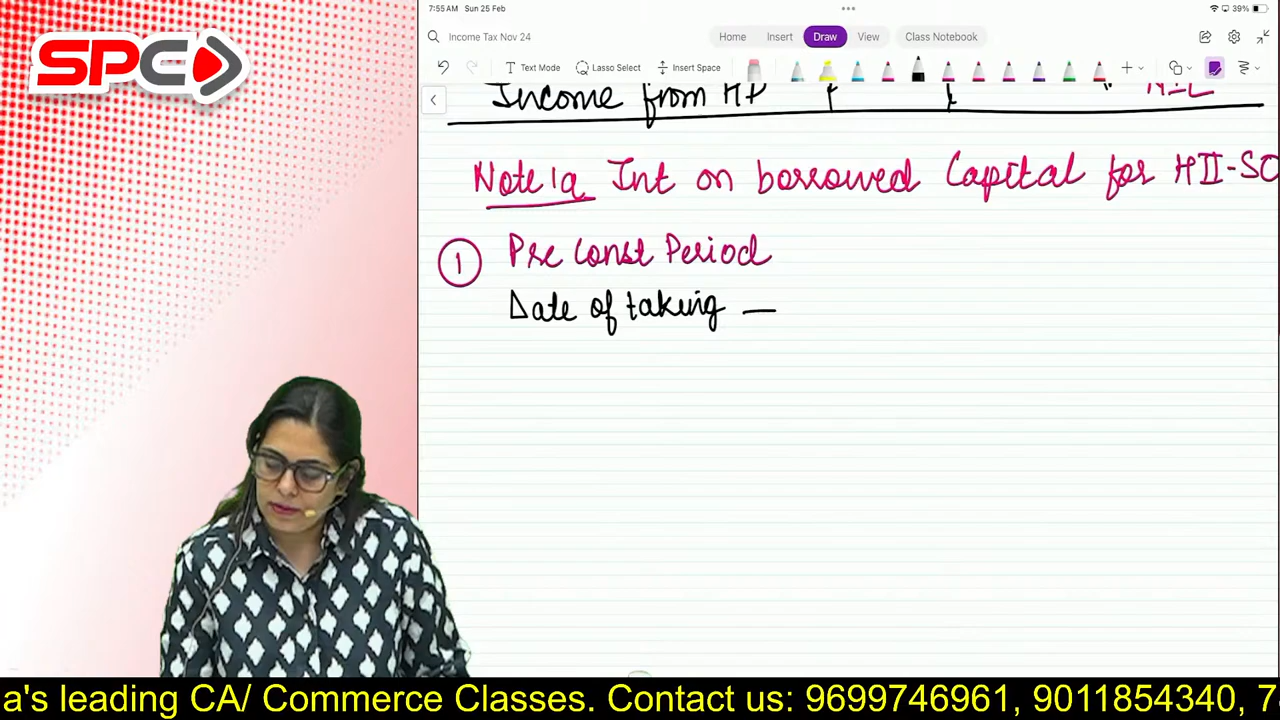 7:55 AM Sun 25 Feb
39%
SPC
Income Tax Nov 24
Home Insert Draw View Class Notebook
Text Mode Lasso Select Insert Space
Income from HP NIL
Note 1a Int on borrowed Capital for HII-SO
1 Pre Const Period
Date of taking —
a's leading CA/ Commerce Classes. Contact us: 9699746961, 9011854340, 7